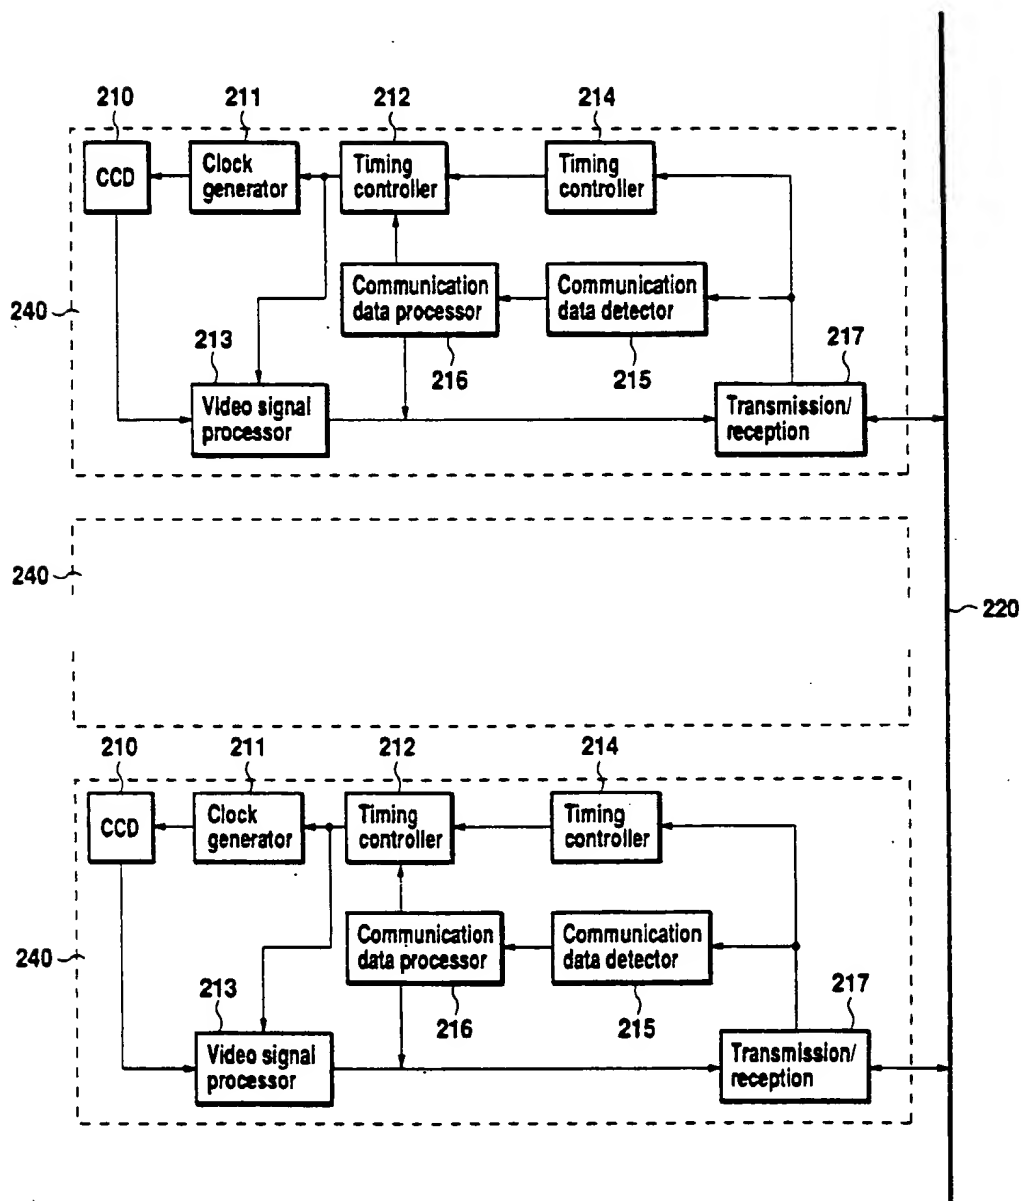 210 211 212 214
CCD
Clock
generator
Timing
controller
Timing
controller
240
Communication
data processor
Communication
data detector
213
216
215
217
Video signal
processor
Transmission/
reception
240
220
210 211 212 214
CCD
Clock
generator
Timing
controller
Timing
controller
Communication
data processor
Communication
data detector
240
213
216
215
217
Video signal
processor
Transmission/
reception